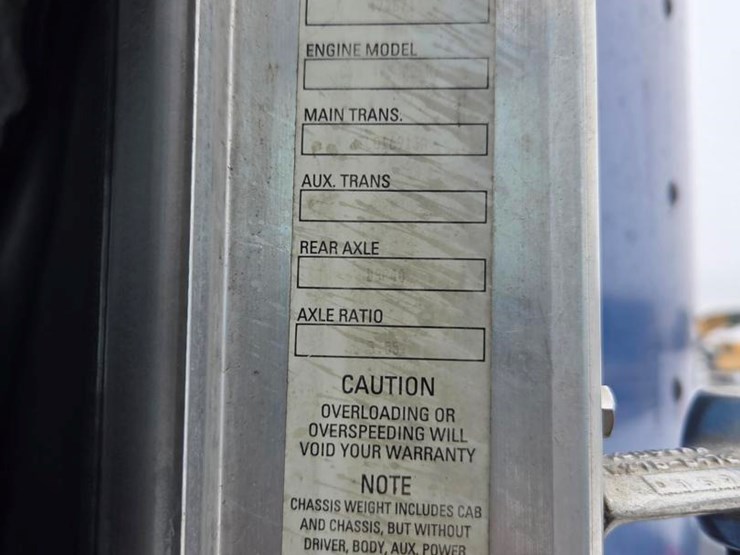 ENGINE MODEL
MAIN TRANS.
AUX. TRANS
REAR AXLE
AXLE RATIO
CAUTION
OVERLOADING OR
OVERSPEEDING WILL
VOID YOUR WARRANTY
NOTE
CHASSIS WEIGHT INCLUDES CAB
AND CHASSIS, BUT WITHOUT
DRIVER, BODY, AUX. POWER